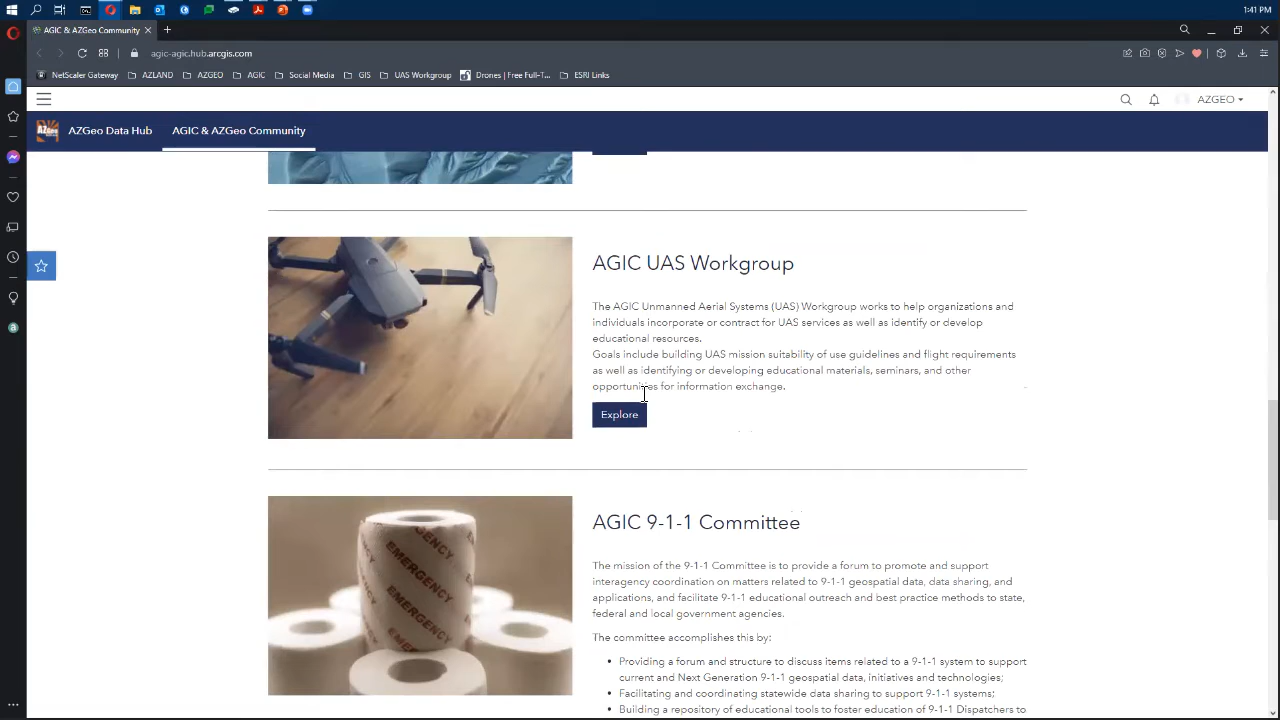 1:41 PM
AGIC & AZGeo Community
agic-agic.hub.arcgis.com
NetScaler Gateway AZLAND AZGEO AGIC Social Media GIS UAS Workgroup Drones | Free Full-T... ESRI Links
AZGEO
AZGeo
AZGeo Data Hub AGIC & AZGeo Community
AGIC UAS Workgroup
The AGIC Unmanned Aerial Systems (UAS) Workgroup works to help organizations and
individuals incorporate or contract for UAS services as well as identify or develop
educational resources.
Goals include building UAS mission suitability of use guidelines and flight requirements
as well as identifying or developing educational materials, seminars, and other
opportunities for information exchange.
Explore
AGIC 9-1-1 Committee
The mission of the 9-1-1 Committee is to provide a forum to promote and support
interagency coordination on matters related to 9-1-1 geospatial data, data sharing, and
applications, and facilitate 9-1-1 educational outreach and best practice methods to state,
federal and local government agencies.
The committee accomplishes this by:
• Providing a forum and structure to discuss items related to a 9-1-1 system to support
current and Next Generation 9-1-1 geospatial data, initiatives and technologies;
• Facilitating and coordinating statewide data sharing to support 9-1-1 systems;
• Building a repository of educational tools to foster education of 9-1-1 Dispatchers to
EMERGENCY
EMERGENCY
EMERGENCY